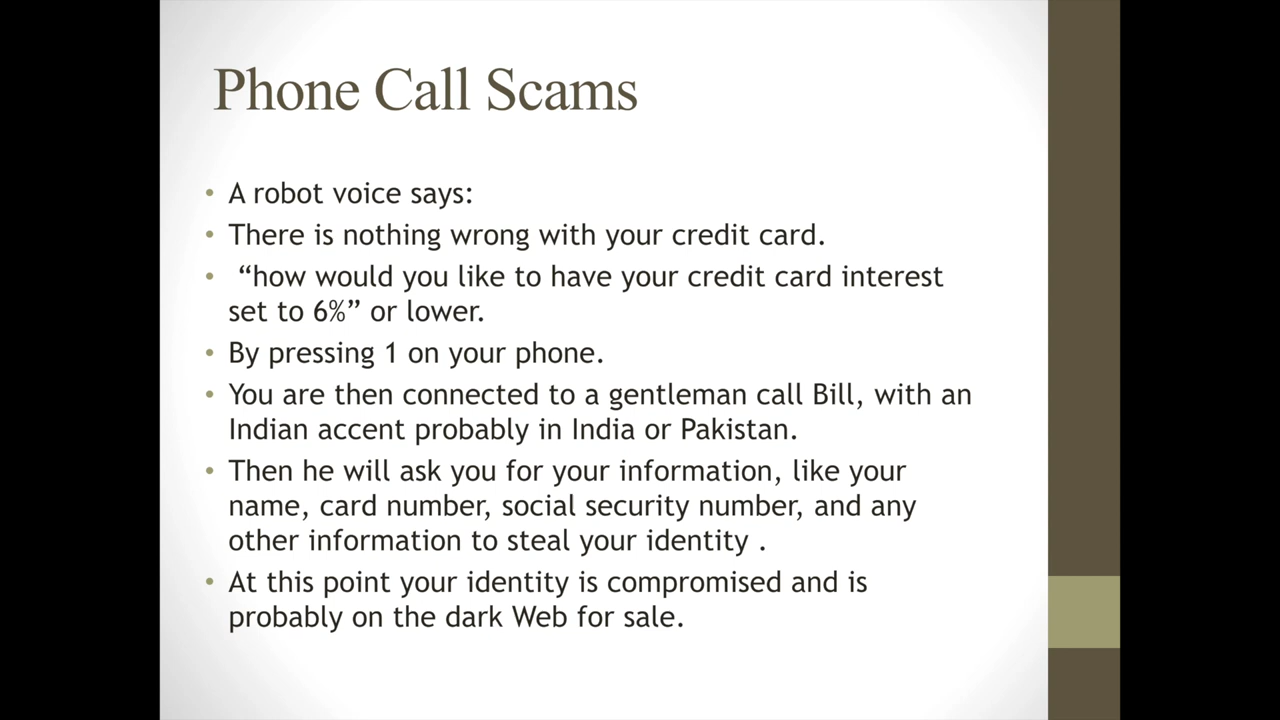 Phone Call Scams
• A robot voice says:
• There is nothing wrong with your credit card.
• “how would you like to have your credit card interest
set to 6%” or lower.
• By pressing 1 on your phone.
• You are then connected to a gentleman call Bill, with an
Indian accent probably in India or Pakistan.
• Then he will ask you for your information, like your
name, card number, social security number, and any
other information to steal your identity .
• At this point your identity is compromised and is
probably on the dark Web for sale.